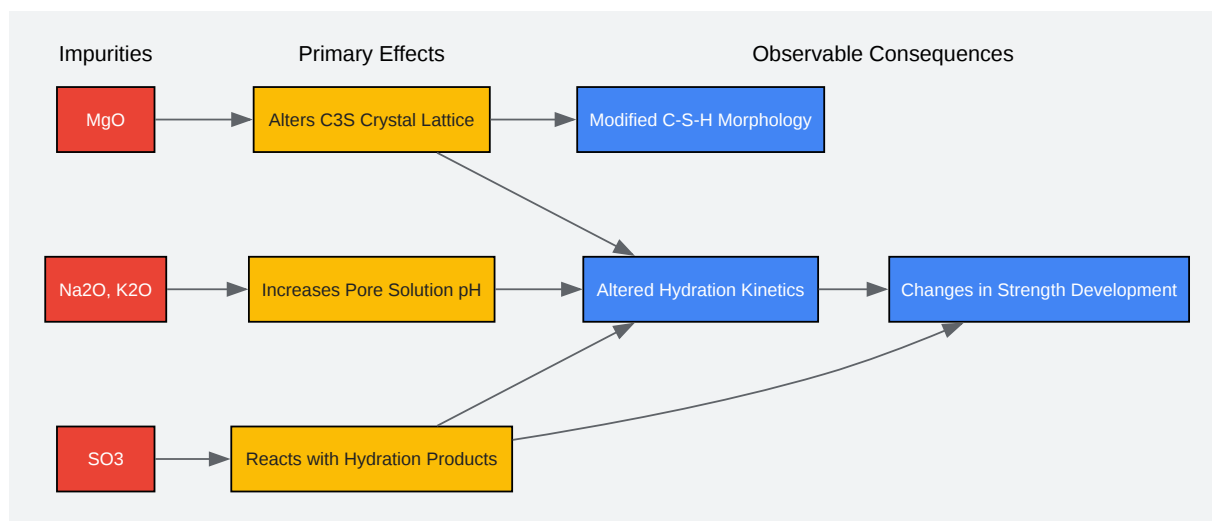 Impurities
Primary Effects
Observable Consequences
MgO
Alters C3S Crystal Lattice
Modified C-S-H Morphology
Na2O, K2O
Increases Pore Solution pH
Altered Hydration Kinetics
Changes in Strength Development
SO3
Reacts with Hydration Products